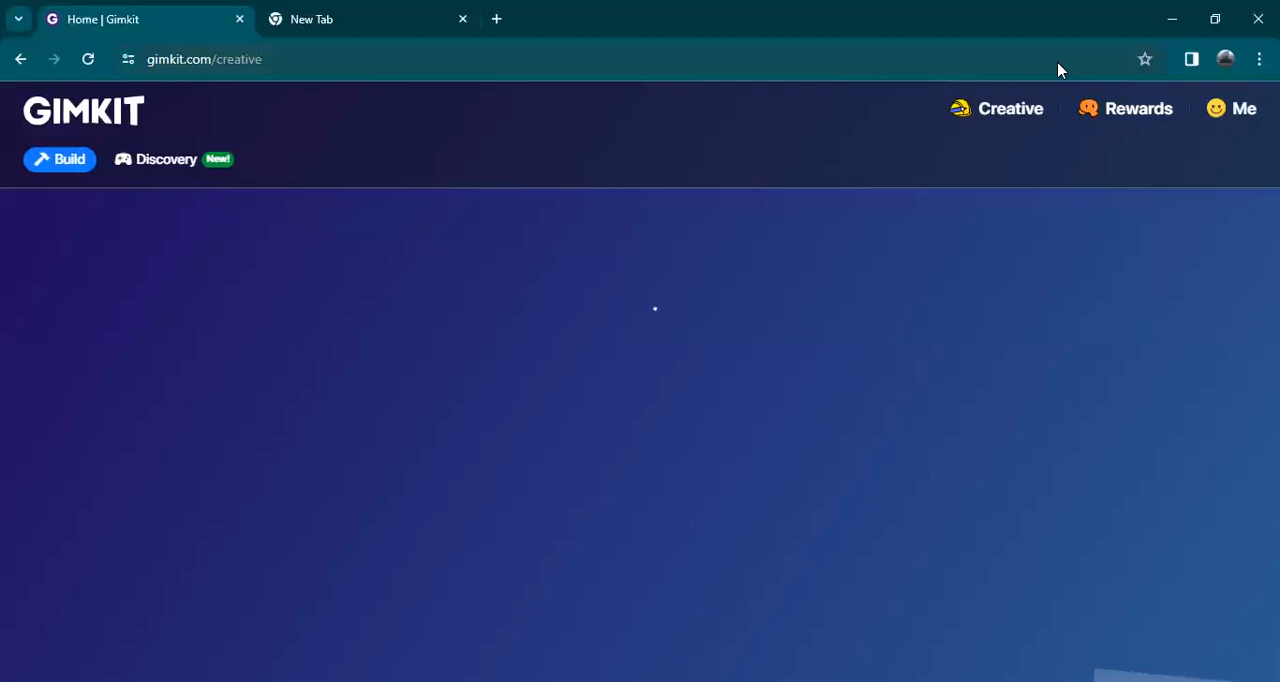 Home | Gimkit
New Tab
gimkit.com/creative
GIMKIT
Creative
Rewards
Me
Build
Discovery
New!